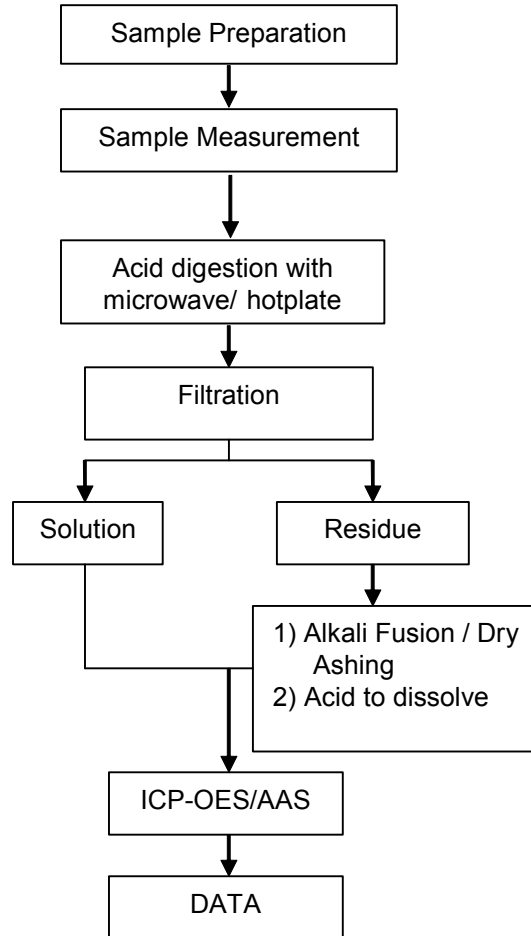 Sample Preparation
Sample Measurement
Acid digestion with
microwave/ hotplate
Filtration
Solution
Residue
1) Alkali Fusion / Dry
Ashing
2) Acid to dissolve
ICP-OES/AAS
DATA